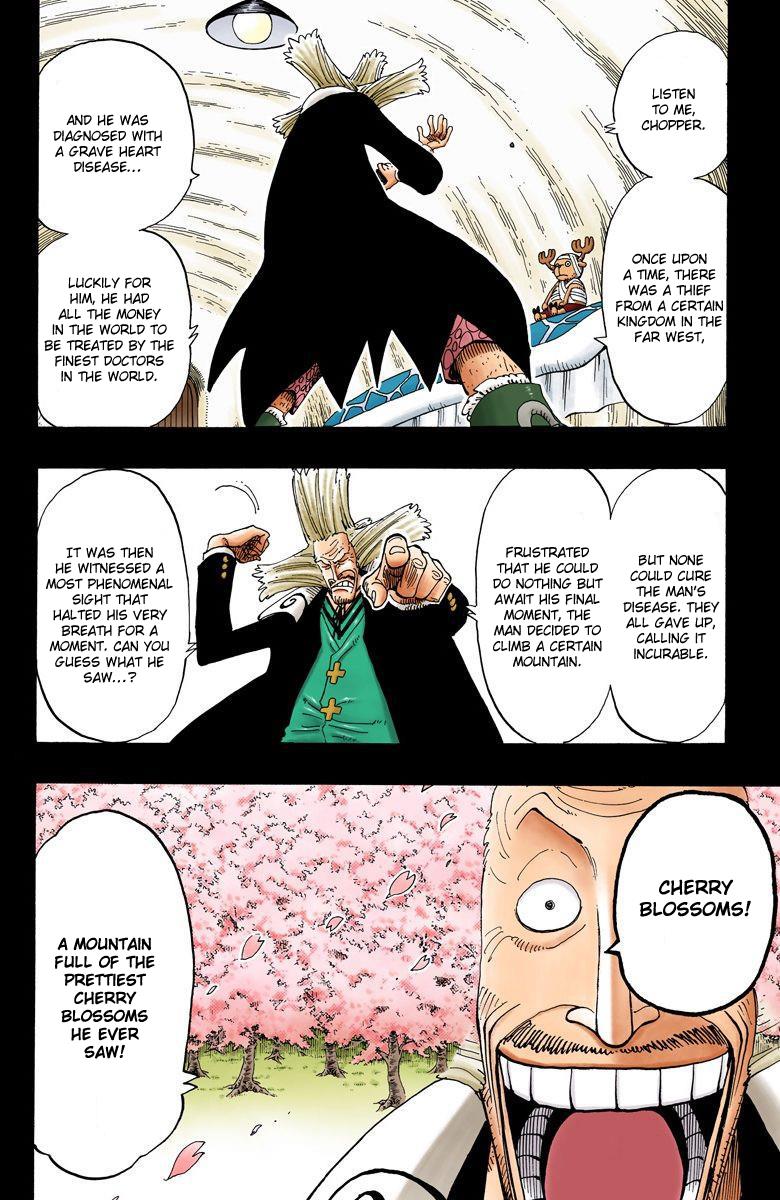 LISTEN
TO ME,
CHOPPER.
ONCE UPON
A TIME, THERE
WAS A THIEF
FROM A CERTAIN
KINGDOM IN THE
FAR WEST,
AND HE WAS
DIAGNOSED WITH
A GRAVE HEART
DISEASE...
LUCKILY FOR
HIM, HE HAD
ALL THE MONEY
IN THE WORLD TO
BE TREATED BY THE
FINEST DOCTORS
IN THE WORLD.
BUT NONE
COULD CURE
THE MAN'S
DISEASE. THEY
ALL GAVE UP,
CALLING IT
INCURABLE.
FRUSTRATED
THAT HE COULD
DO NOTHING BUT
AWAIT HIS FINAL
MOMENT, THE
MAN DECIDED TO
CLIMB A CERTAIN
MOUNTAIN.
IT WAS THEN
HE WITNESSED A
MOST PHENOMENAL
SIGHT THAT
HALTED HIS VERY
BREATH FOR A
MOMENT. CAN YOU
GUESS WHAT HE
SAW...?
CHERRY
BLOSSOMS!
A MOUNTAIN
FULL OF THE
PRETTIEST
CHERRY
BLOSSOMS
HE EVER
SAW!